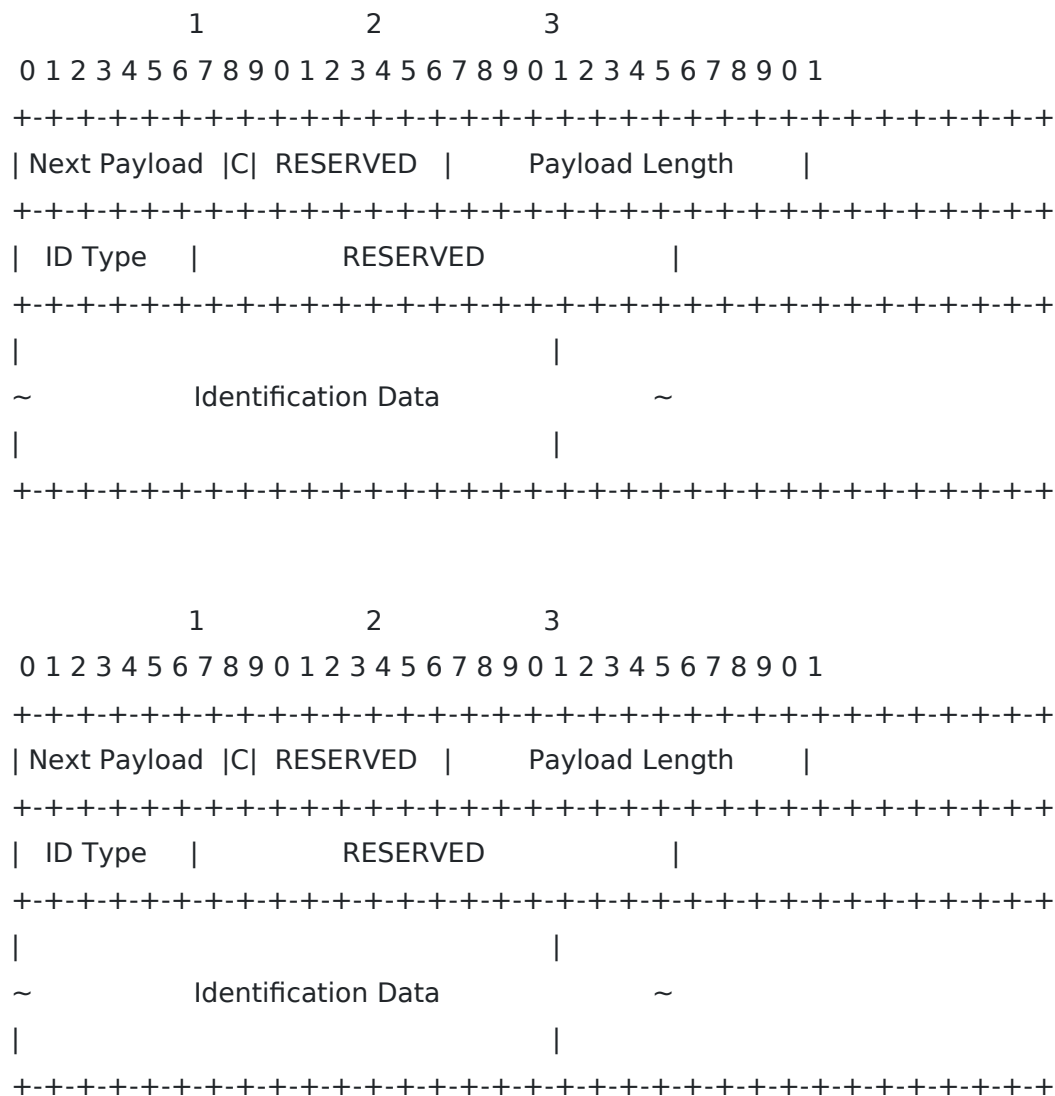 1 2 3
0 1 2 3 4 5 6 7 8 9 0 1 2 3 4 5 6 7 8 9 0 1 2 3 4 5 6 7 8 9 0 1
+-+-+-+-+-+-+-+-+-+-+-+-+-+-+-+-+-+-+-+-+-+-+-+-+-+-+-+-+-+-+-+-+
| Next Payload |C| RESERVED | Payload Length |
+-+-+-+-+-+-+-+-+-+-+-+-+-+-+-+-+-+-+-+-+-+-+-+-+-+-+-+-+-+-+-+-+
| ID Type | RESERVED |
+-+-+-+-+-+-+-+-+-+-+-+-+-+-+-+-+-+-+-+-+-+-+-+-+-+-+-+-+-+-+-+-+
| |
~ Identification Data ~
| |
+-+-+-+-+-+-+-+-+-+-+-+-+-+-+-+-+-+-+-+-+-+-+-+-+-+-+-+-+-+-+-+-+
1 2 3
0 1 2 3 4 5 6 7 8 9 0 1 2 3 4 5 6 7 8 9 0 1 2 3 4 5 6 7 8 9 0 1
+-+-+-+-+-+-+-+-+-+-+-+-+-+-+-+-+-+-+-+-+-+-+-+-+-+-+-+-+-+-+-+-+
| Next Payload |C| RESERVED | Payload Length |
+-+-+-+-+-+-+-+-+-+-+-+-+-+-+-+-+-+-+-+-+-+-+-+-+-+-+-+-+-+-+-+-+
| ID Type | RESERVED |
+-+-+-+-+-+-+-+-+-+-+-+-+-+-+-+-+-+-+-+-+-+-+-+-+-+-+-+-+-+-+-+-+
| |
~ Identification Data ~
| |
+-+-+-+-+-+-+-+-+-+-+-+-+-+-+-+-+-+-+-+-+-+-+-+-+-+-+-+-+-+-+-+-+